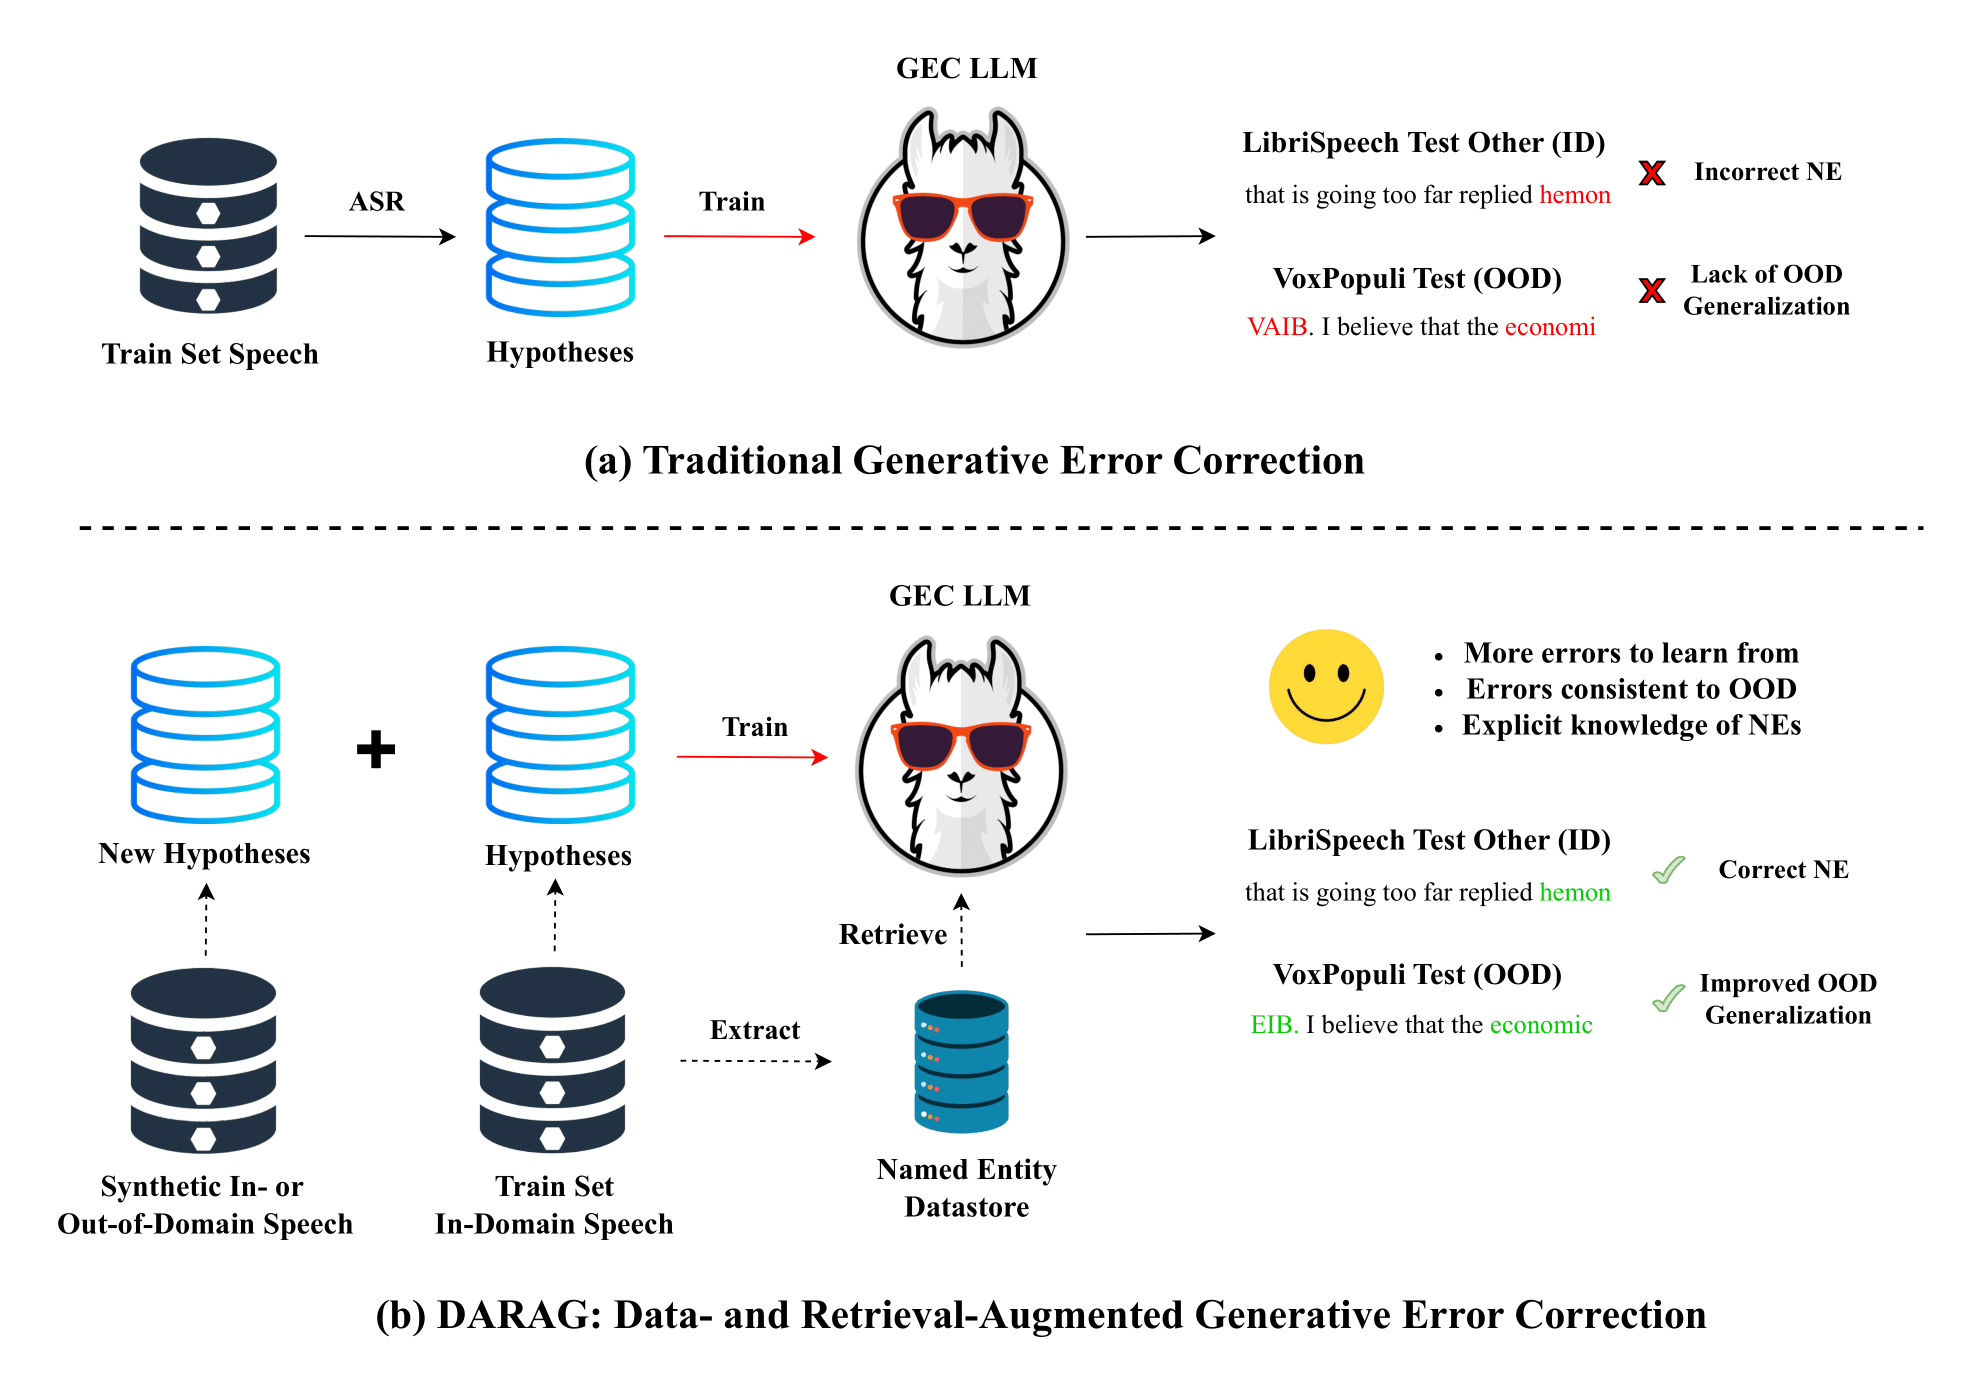 GEC LLM
Train Set Speech
ASR
Hypotheses
Train
LibriSpeech Test Other (ID)
that is going too far replied hemon
X
Incorrect NE
VoxPopuli Test (OOD)
VAIB. I believe that the economi
X
Lack of OOD
Generalization
(a) Traditional Generative Error Correction
GEC LLM
New Hypotheses
+
Hypotheses
Train
• More errors to learn from
• Errors consistent to OOD
• Explicit knowledge of NEs
Synthetic In- or
Out-of-Domain Speech
Train Set
In-Domain Speech
Extract
Retrieve
Named Entity
Datastore
LibriSpeech Test Other (ID)
that is going too far replied hemon
Correct NE
VoxPopuli Test (OOD)
EIB. I believe that the economic
Improved OOD
Generalization
(b) DARAG: Data- and Retrieval-Augmented Generative Error Correction